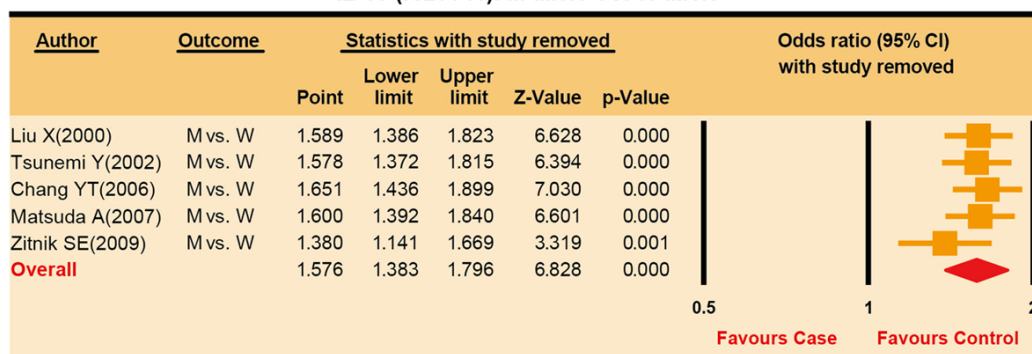 Author Outcome Statistics with study removed Odds ratio (95% CI)
with study removed
Lower Upper
Point limit limit Z-Value p-Value
Liu X(2000) M vs. W 1.589 1.386 1.823 6.628 0.000
Tsunemi Y(2002) M vs. W 1.578 1.372 1.815 6.394 0.000
Chang YT(2006) M vs. W 1.651 1.436 1.899 7.030 0.000
Matsuda A(2007) M vs. W 1.600 1.392 1.840 6.601 0.000
Zitnik SE(2009) M vs. W 1.380 1.141 1.669 3.319 0.001
Overall 1.576 1.383 1.796 6.828 0.000
0.5 1 2
Favours Case Favours Control